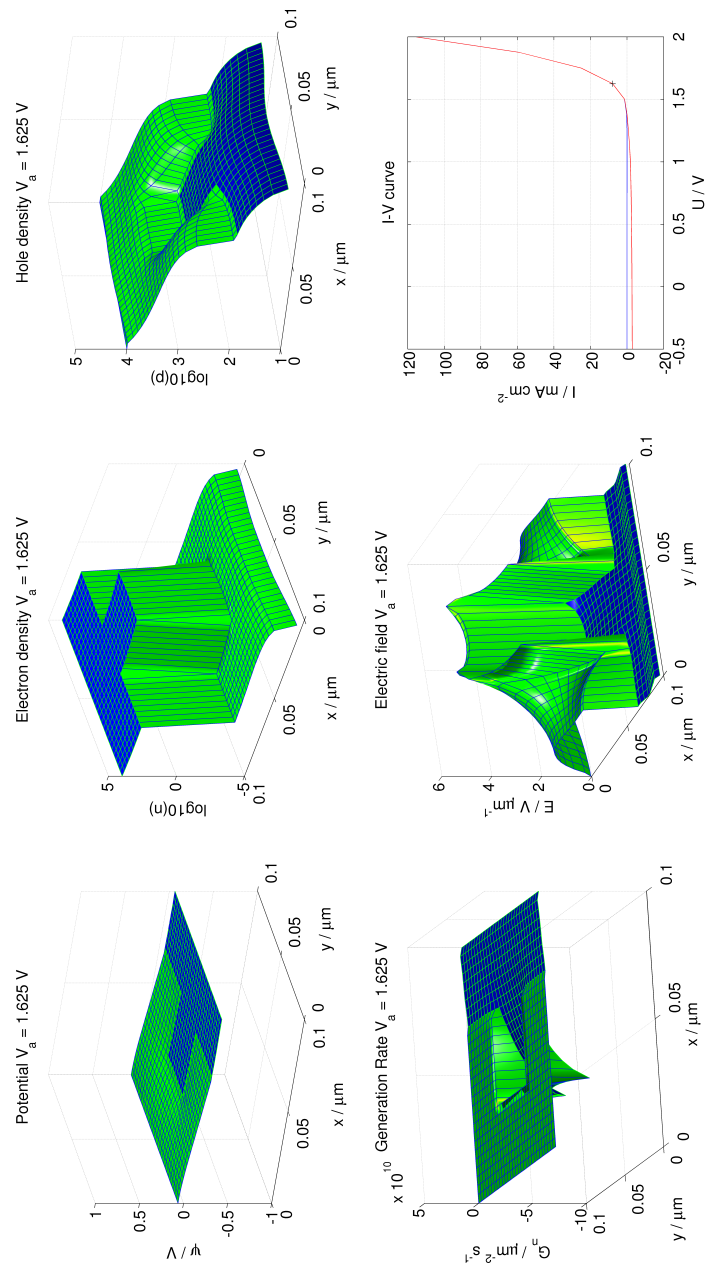 Potential Va = 1.625 V
1
0.5
0
-0.5
-1
ψ / V
0
0.05
0.1
x / μm
0
0.05
0.1
y / μm
Electron density Va = 1.625 V
5
0
-5
log10(n)
0.1
0.05
0
x / μm
0.1
0.05
0
y / μm
Hole density Va = 1.625 V
5
4
3
2
1
log10(p)
0
0.05
0.1
x / μm
0
0.05
0.1
y / μm
x 10^10 Generation Rate Va = 1.625 V
5
0
-5
-10
Gn / μm^-2 s^-1
0.1
0.05
0
y / μm
0
0.05
0.1
x / μm
Electric field Va = 1.625 V
6
4
2
0
E / V μm^-1
0
0.05
0.1
x / μm
0
0.05
0.1
y / μm
I-V curve
120
100
80
60
40
20
0
-20
I / mA cm^-2
-0.5
0
0.5
1
1.5
2
U / V